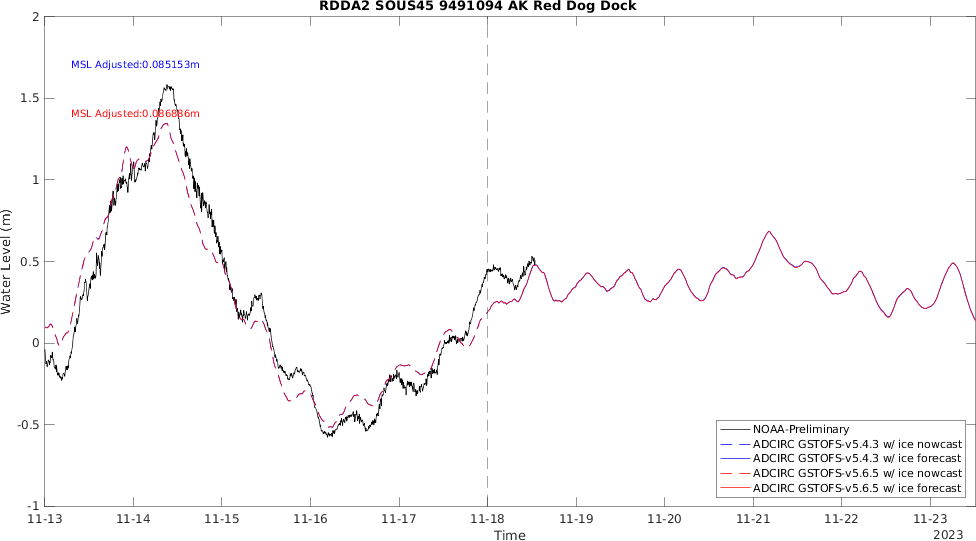 RDDA2 SOUS45 9491094 AK Red Dog Dock
2
1.5
1
0.5
0
-0.5
-1
Water Level (m)
MSL Adjusted:0.085153m
MSL Adjusted:0.086886m
NOAA-Preliminary
ADCIRC GSTOFS-v5.4.3 w/ ice nowcast
ADCIRC GSTOFS-v5.4.3 w/ ice forecast
ADCIRC GSTOFS-v5.6.5 w/ ice nowcast
ADCIRC GSTOFS-v5.6.5 w/ ice forecast
11-13 11-14 11-15 11-16 11-17 11-18 11-19 11-20 11-21 11-22 11-23
Time
2023